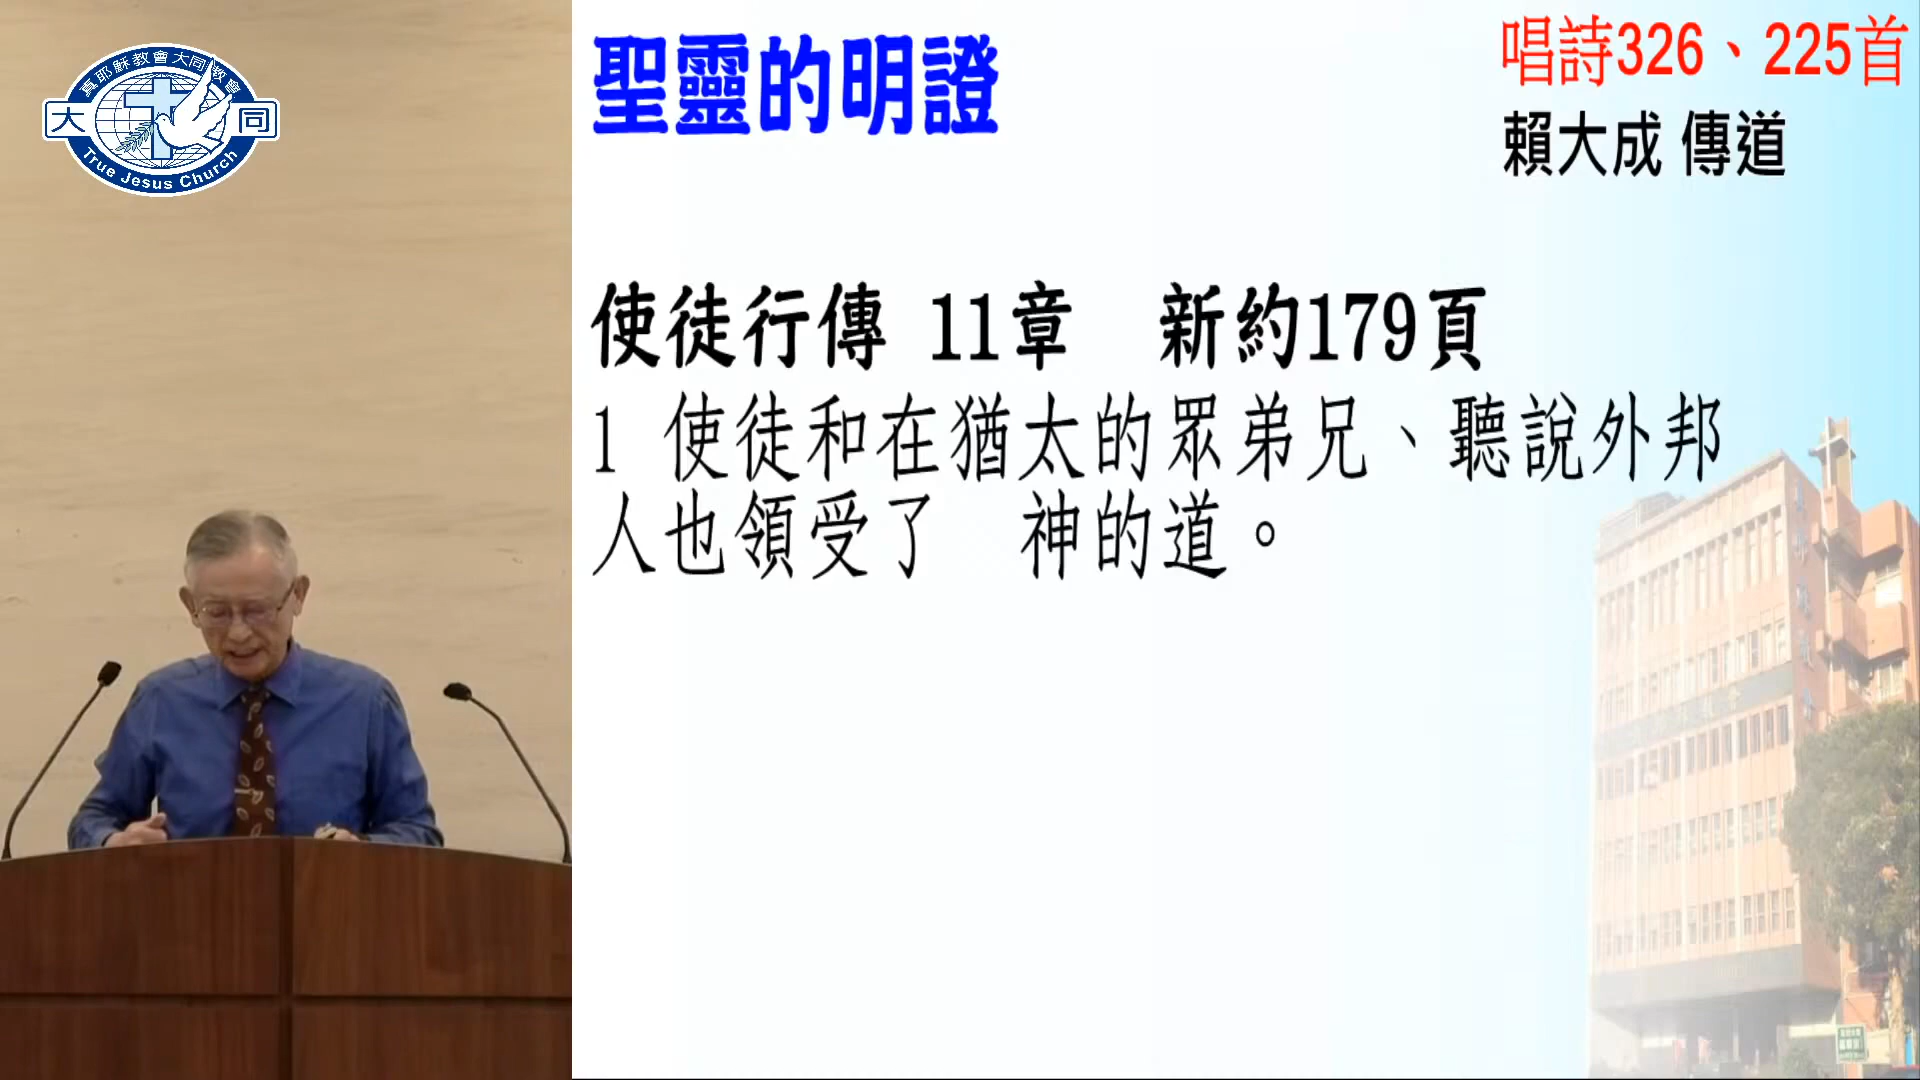 真耶穌教會大同教會
大同
True Jesus Church
聖靈的明證
唱詩326、225首
賴大成 傳道
使徒行傳 11章　新約179頁
1 使徒和在猶太的眾弟兄、聽說外邦
人也領受了　神的道。